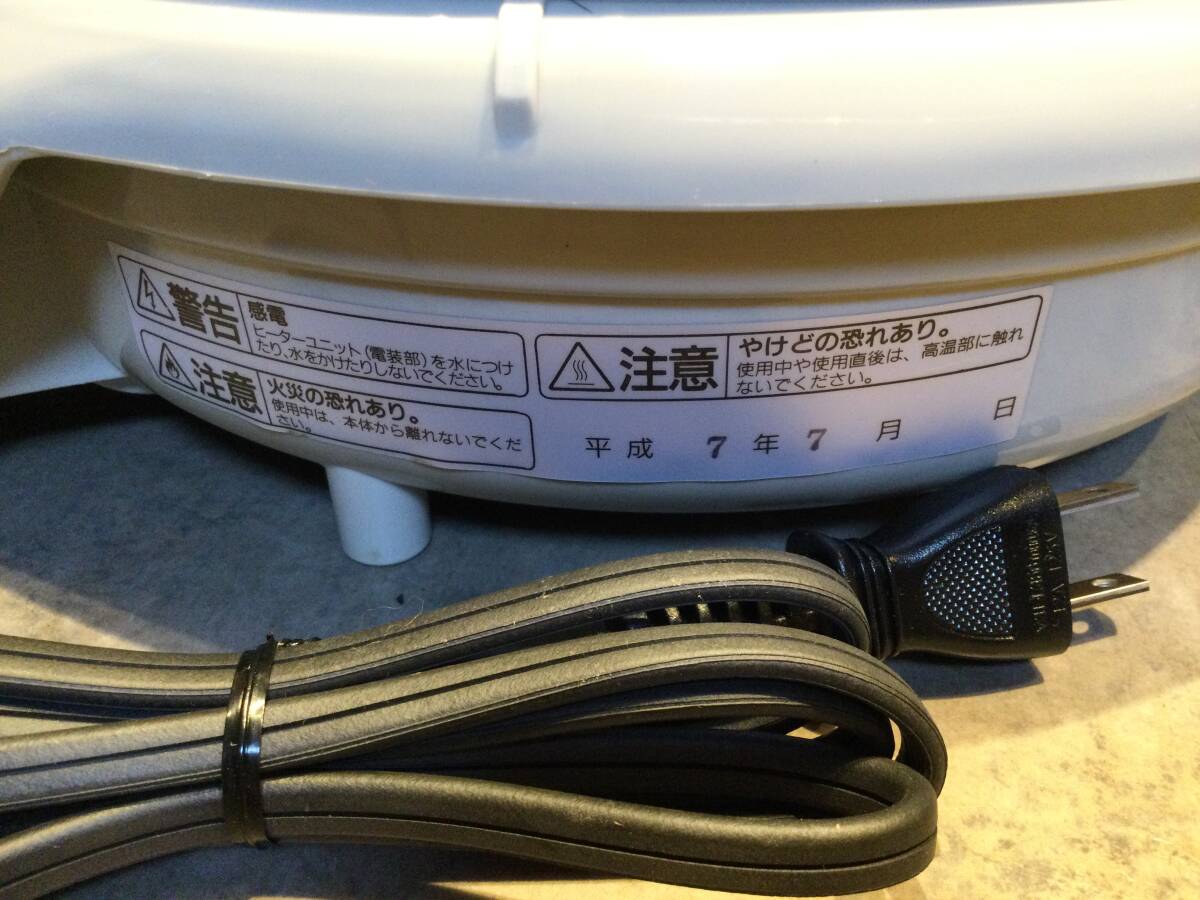 警告
感電
ヒーターユニット(電装部)を水につけ
たり、水をかけたりしないでください。
注意
火災の恐れあり。
使用中は、本体から離れないでくだ
さい。
注意
やけどの恐れあり。
使用中や使用直後は、高温部に触れ
ないでください。
平成 7年7月 日